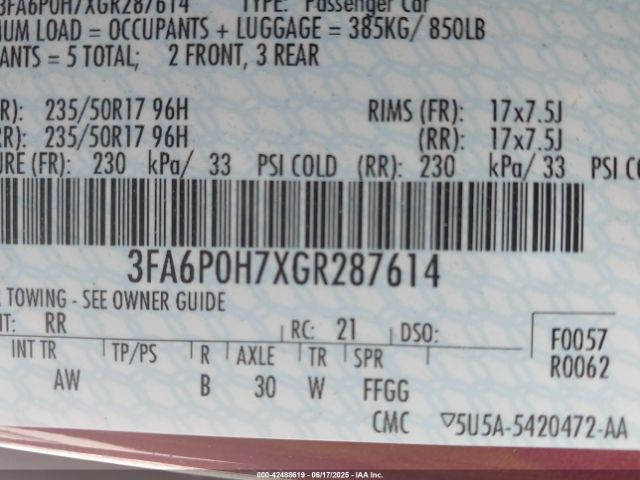 3FA6P0H7XGR287614 TYPE: Passenger Car
MAXIMUM LOAD = OCCUPANTS + LUGGAGE = 385KG/ 850LB
= 5 TOTAL; 2 FRONT, 3 REAR
235/50R17 96H RIMS (FR): 17x7.5J
235/50R17 96H (RR): 17x7.5J
(FR): 230 kPa/ 33 PSI COLD (RR): 230 kPa/ 33 PSI
3FA6P0H7XGR287614
TOWING - SEE OWNER GUIDE
RR RC: 21 DSO: F0057
INT TR TP/PS R AXLE TR SPR R0062
AW B 30 W FFGG
CMC ▽5U5A-5420472-AA
000-42488619 - 06/17/2025 - IAA Inc.